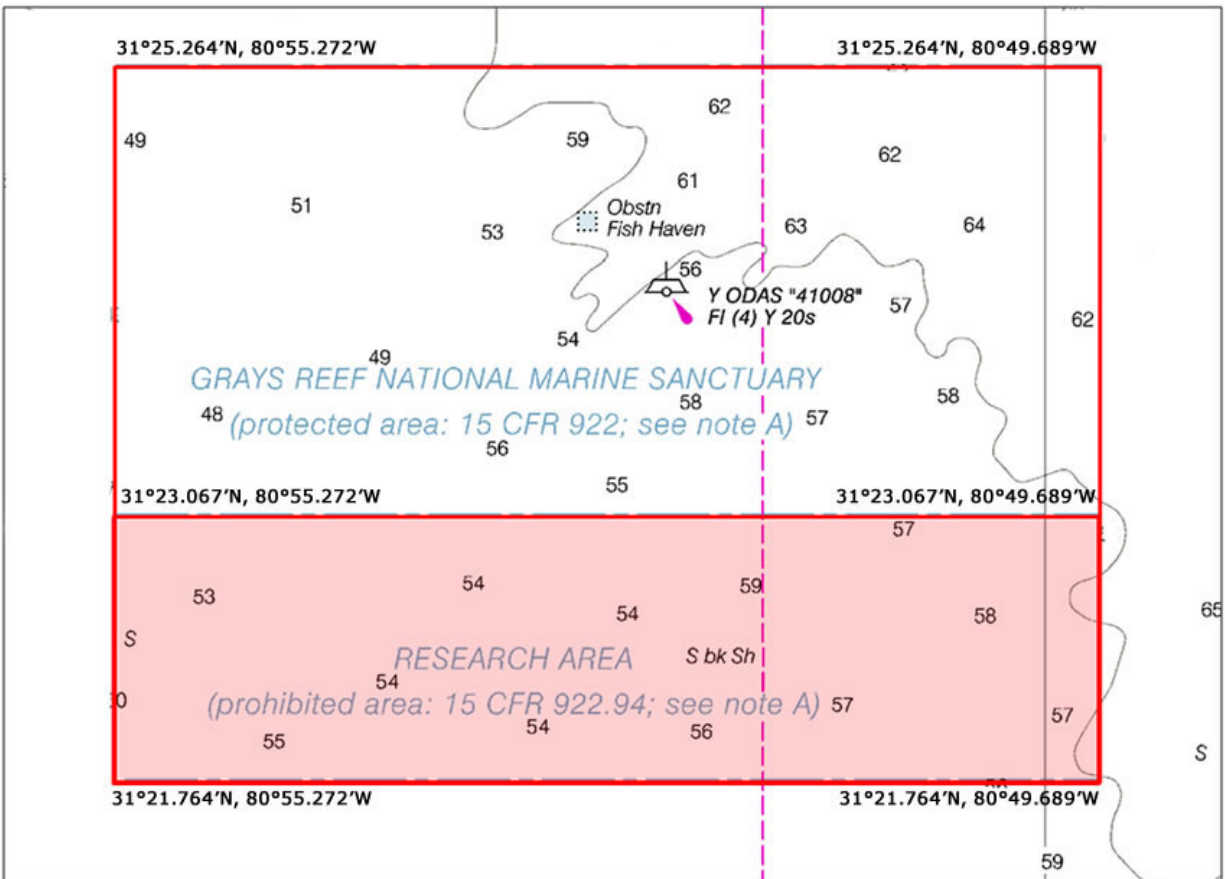 31°25.264′N, 80°55.272′W
31°25.264′N, 80°49.689′W
62
49
59
62
61
51
Obstn
Fish Haven
53
63
64
56
Y ODAS "41008"
Fl (4) Y 20s
57
62
54
49
GRAYS REEF NATIONAL MARINE SANCTUARY
58
58
48
(protected area: 15 CFR 922; see note A)
57
56
55
31°23.067′N, 80°55.272′W
31°23.067′N, 80°49.689′W
57
54
59
53
54
58
65
S
RESEARCH AREA
S bk Sh
54
(prohibited area: 15 CFR 922.94; see note A)
57
57
54
56
55
S
31°21.764′N, 80°55.272′W
31°21.764′N, 80°49.689′W
59